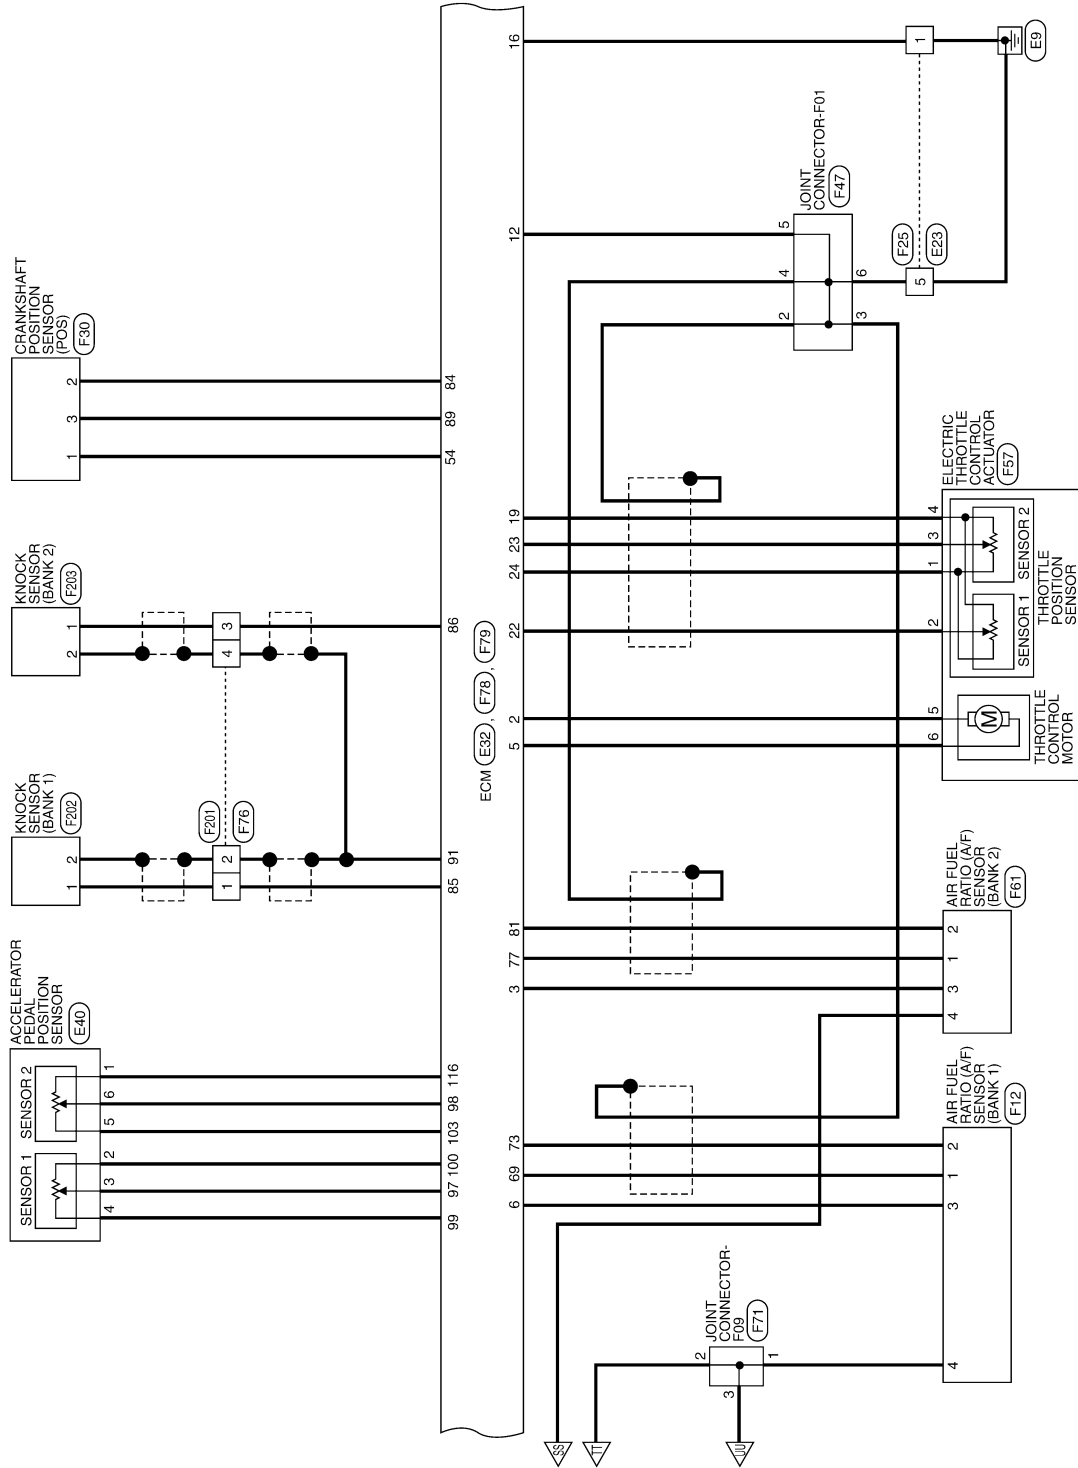 CRANKSHAFT
POSITION
SENSOR
(POS)
F30
2
3
1
84
89
54
KNOCK
SENSOR
(BANK 2)
F203
1
2
3
4
86
KNOCK
SENSOR
(BANK 1)
F202
2
1
F201
F76
2
1
91
85
ACCELERATOR
PEDAL
POSITION
SENSOR
E40
SENSOR 2
SENSOR 1
1
6
5
2
3
4
116
98
103
100
97
99
ECM
E32
,
F78
,
F79
16
12
19
23
24
22
2
5
81
77
3
73
69
6
1
E9
JOINT
CONNECTOR-F01
F47
5
4
2
6
3
F25
E23
5
ELECTRIC
THROTTLE
CONTROL
ACTUATOR
F57
4
3
1
2
5
6
SENSOR 2
SENSOR 1
THROTTLE
POSITION
SENSOR
M
THROTTLE
CONTROL
MOTOR
AIR FUEL
RATIO (A/F)
SENSOR
(BANK 2)
F61
2
1
3
4
AIR FUEL
RATIO (A/F)
SENSOR
(BANK 1)
F12
2
1
3
4
JOINT
CONNECTOR-
F09
F71
2
1
3
SS
TT
UU